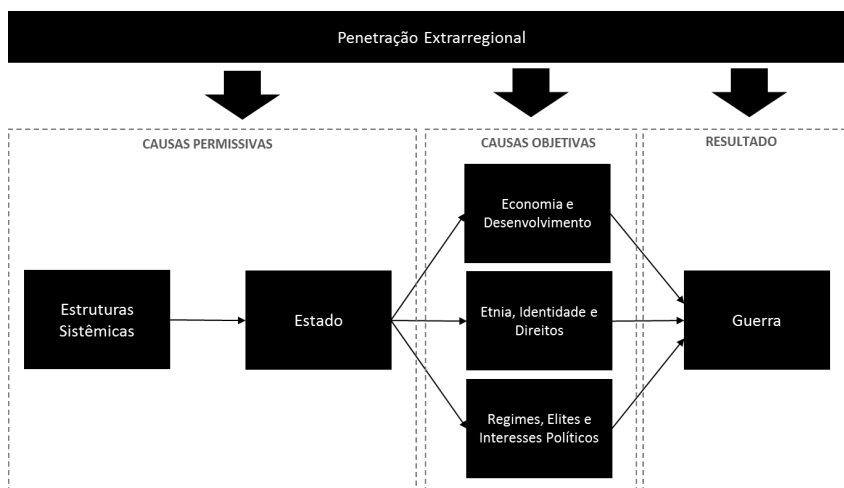 Penetração Extrarregional
CAUSAS PERMISSIVAS
CAUSAS OBJETIVAS
RESULTADO
Estruturas
Sistêmicas
Estado
Economia e
Desenvolvimento
Etnia, Identidade e
Direitos
Regimes, Elites e
Interesses Políticos
Guerra